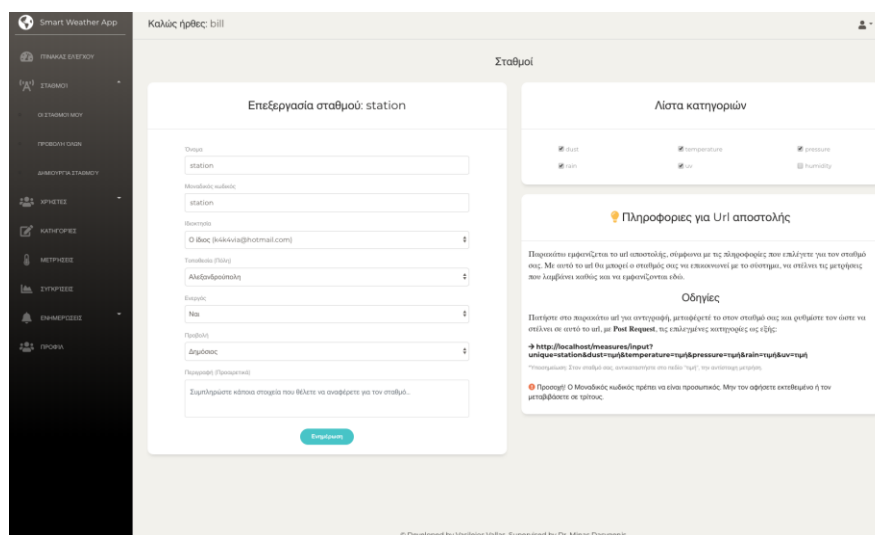 Smart Weather App
Καλώς ήρθες: bill
ΠΙΝΑΚΑΣ ΕΛΕΓΧΟΥ
ΣΤΑΘΜΟΙ
ΟΙ ΣΤΑΘΜΟΙ ΜΟΥ
ΠΡΟΒΟΛΗ ΟΛΩΝ
ΔΗΜΙΟΥΡΓΙΑ ΣΤΑΘΜΟΥ
ΧΡΗΣΤΕΣ
ΚΑΤΗΓΟΡΙΕΣ
ΜΕΤΡΗΣΕΙΣ
ΣΥΓΚΡΙΣΕΙΣ
ΕΝΗΜΕΡΩΣΕΙΣ
ΠΡΟΦΙΛ
Σταθμοί
Επεξεργασία σταθμού: station
Όνομα
station
Μοναδικός κωδικός
station
Ιδιοκτησία
Ο ίδιος (k4k4via@hotmail.com)
Τοποθεσία (Πόλη)
Αλεξανδρούπολη
Ενεργός
Ναι
Προβολή
Δημόσιος
Περιγραφή (Προαιρετικά)
Συμπληρώστε κάποια στοιχεία που θέλετε να αναφέρετε για τον σταθμό..
Ενημέρωση
Λίστα κατηγοριών
dust temperature pressure
rain uv humidity
Πληροφοριες για Url αποστολής
Παρακάτω εμφανίζεται το url αποστολής, σύμφωνα με τις πληροφορίες που επιλέγετε για τον σταθμό
σας. Με αυτό το url θα μπορεί ο σταθμός σας να επικοινωνεί με το σύστημα, να στέλνει τις μετρήσεις
που λαμβάνει καθώς και να εμφανίζονται εδώ.
Οδηγίες
Πατήστε στο παρακάτω url για αντιγραφή, μεταφέρετέ το στον σταθμό σας και ρυθμίστε τον ώστε να
στέλνει σε αυτό το url, με Post Request, τις επιλεγμένες κατηγορίες ως εξής:
→ http://localhost/measures/input?
unique=station&dust=τιμή&temperature=τιμή&pressure=τιμή&rain=τιμή&uv=τιμή
*Υποσημείωση: Στον σταθμό σας αντικαταστήστε στο πεδίο "τιμή", την αντίστοιχη μέτρηση.
Προσοχή! Ο Μοναδικός κωδικός πρέπει να είναι προσωπικός. Μην τον αφήσετε εκτεθειμένο ή τον
μεταβιβάσετε σε τρίτους.